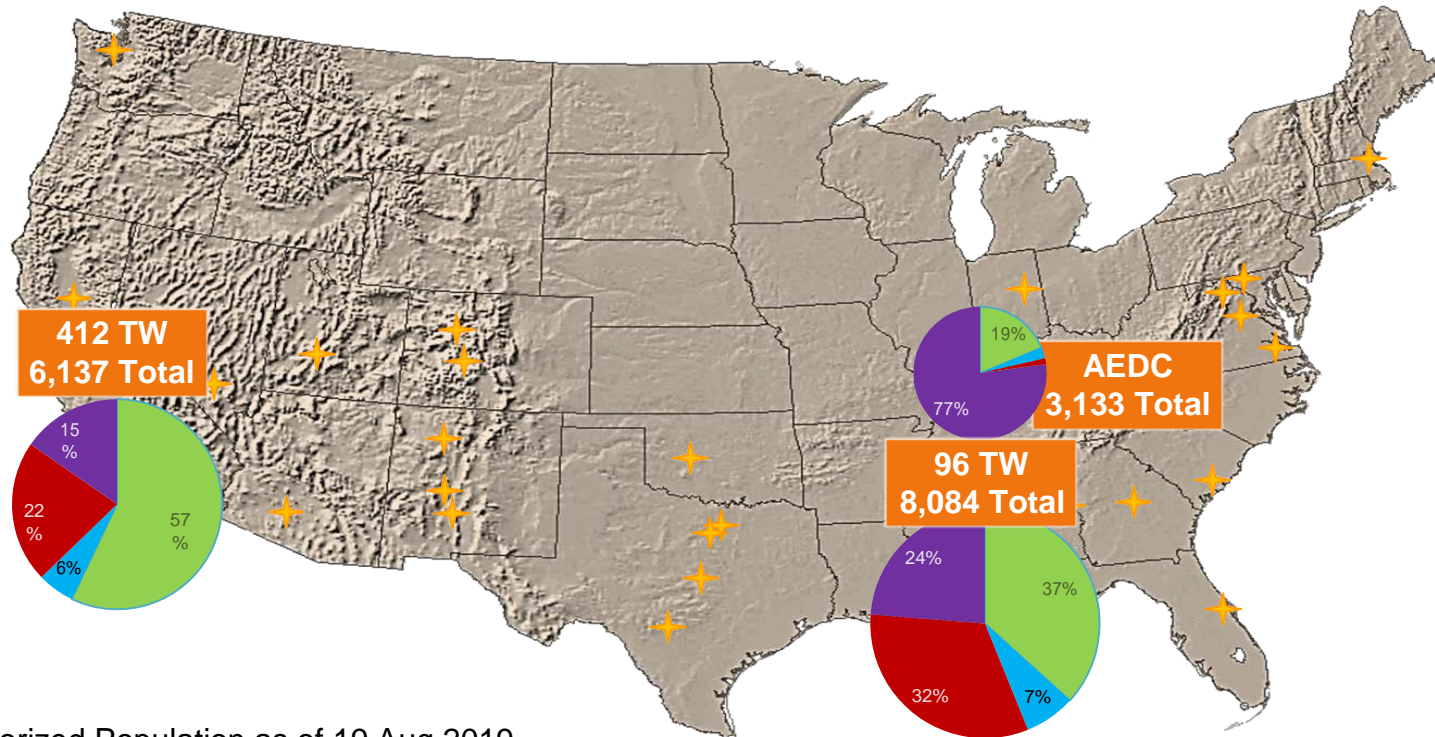 412 TW
6,137 Total
15
%
22
%
57
%
6%
19%
77%
AEDC
3,133 Total
96 TW
8,084 Total
24%
37%
32%
7%
Population as of 19 Aug 2019